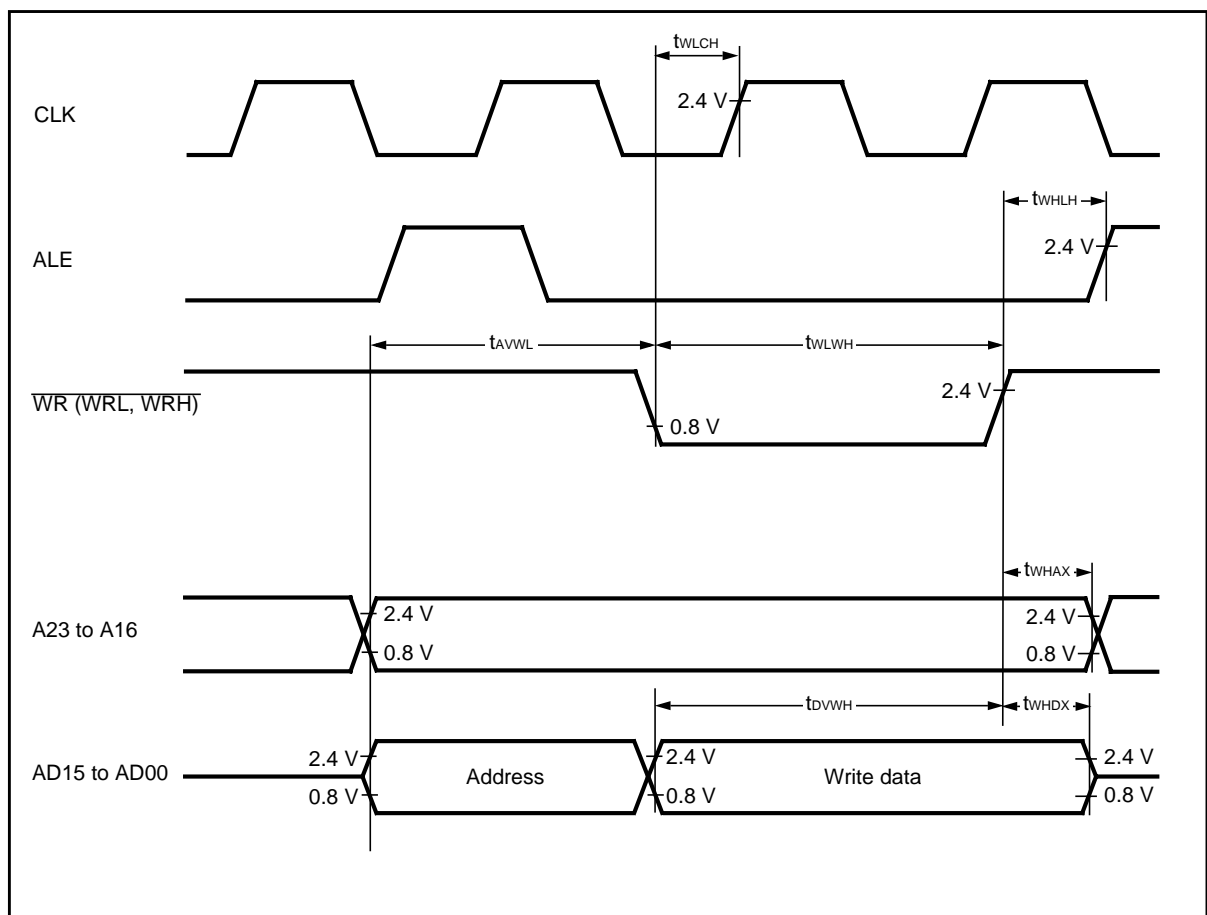 tWLCH
CLK
2.4 V
tWHLH
ALE
2.4 V
tAVWL
tWLWH
WR (WRL, WRH)
2.4 V
0.8 V
tWHAX
A23 to A16
2.4 V
2.4 V
0.8 V
0.8 V
tDVWH
tWHDX
AD15 to AD00
2.4 V
2.4 V
2.4 V
Address
Write data
0.8 V
0.8 V
0.8 V